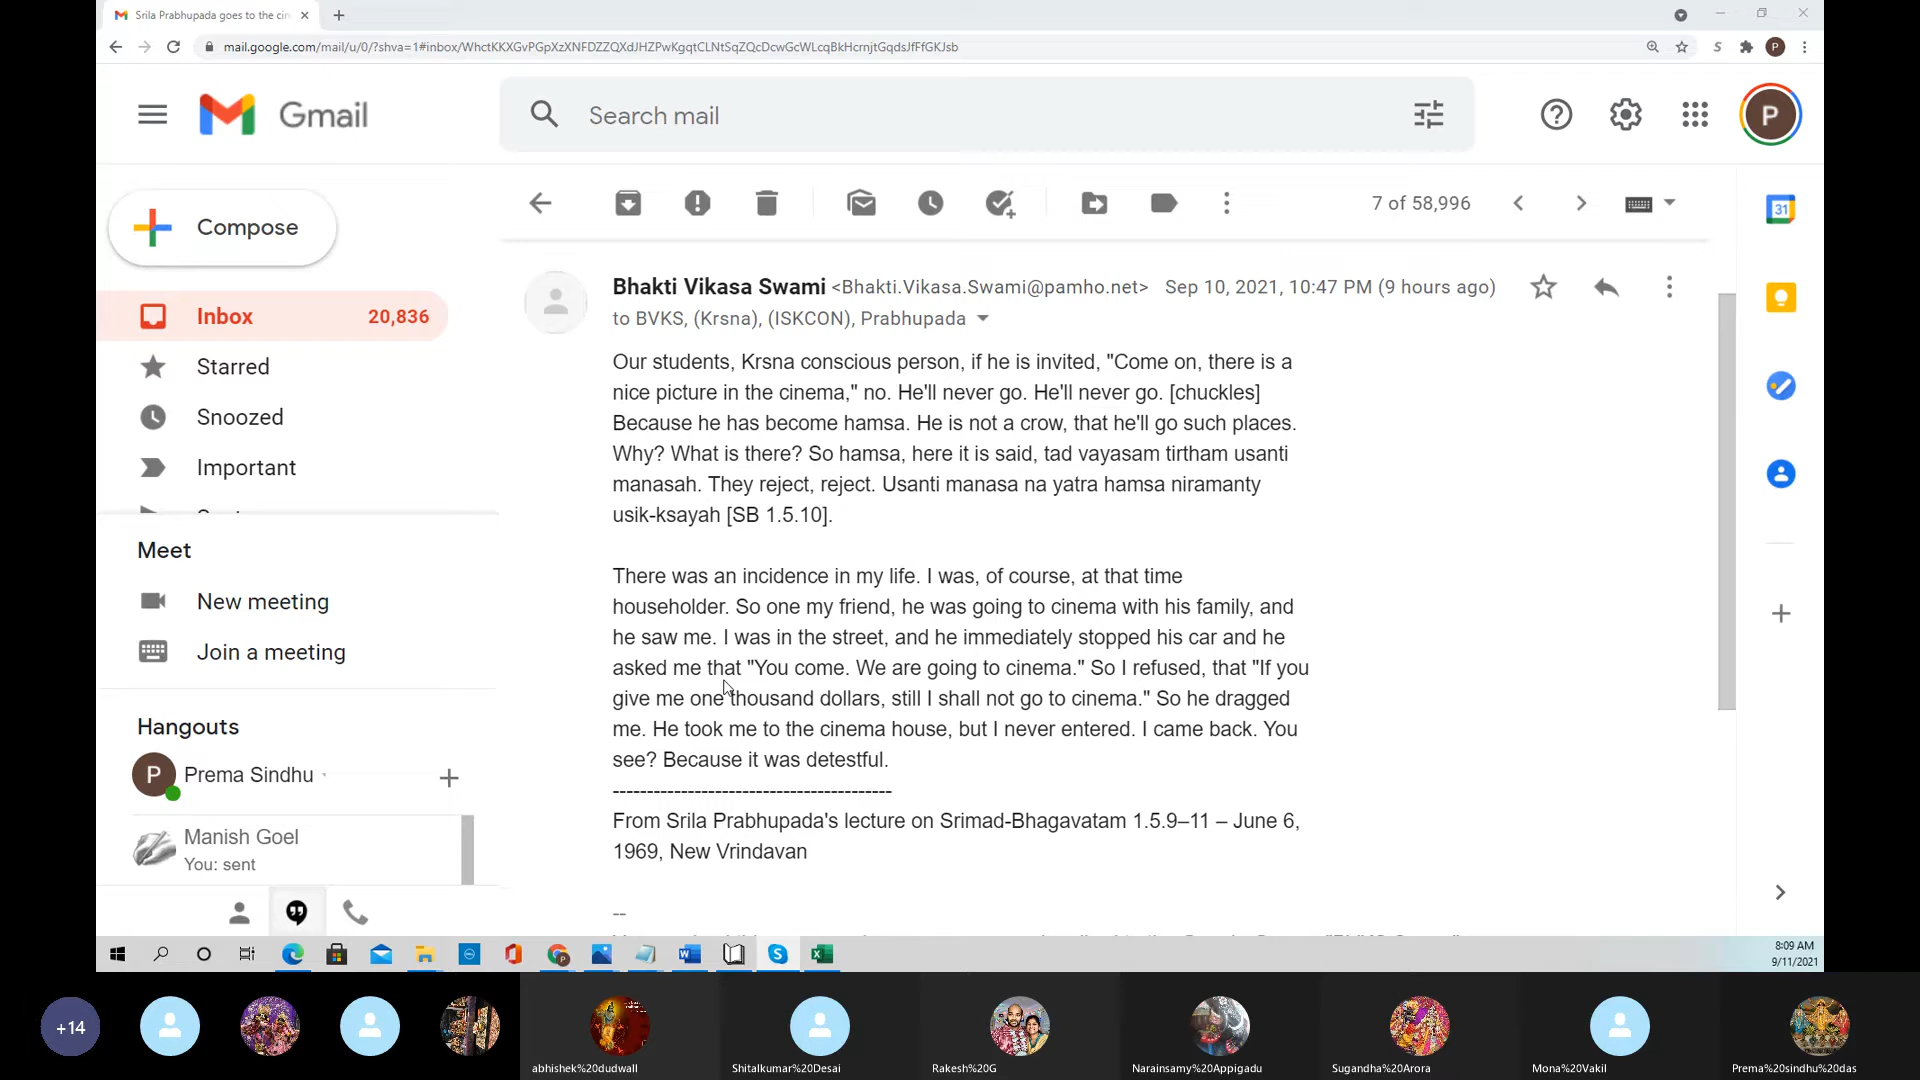 Srila Prabhupada goes to the cin
mail.google.com/mail/u/0/?shva=1#inbox/WhctKKXGvPGpXzXNFDZZQXdJHZPwKgqtCLNtSqZQcDcwGcWLcqBkHcrnjtGqdsJfFfGKJsb
Gmail
Search mail
P
Compose
7 of 58,996
31
Inbox 20,836
Starred
Snoozed
Important
Meet
New meeting
Join a meeting
Hangouts
P Prema Sindhu
Manish Goel
You: sent
Bhakti Vikasa Swami <Bhakti.Vikasa.Swami@pamho.net> Sep 10, 2021, 10:47 PM (9 hours ago)
to BVKS, (Krsna), (ISKCON), Prabhupada
Our students, Krsna conscious person, if he is invited, "Come on, there is a
nice picture in the cinema," no. He'll never go. He'll never go. [chuckles]
Because he has become hamsa. He is not a crow, that he'll go such places.
Why? What is there? So hamsa, here it is said, tad vayasam tirtham usanti
manasah. They reject, reject. Usanti manasa na yatra hamsa niramanty
usik-ksayah [SB 1.5.10].
There was an incidence in my life. I was, of course, at that time
householder. So one my friend, he was going to cinema with his family, and
he saw me. I was in the street, and he immediately stopped his car and he
asked me that "You come. We are going to cinema." So I refused, that "If you
give me one thousand dollars, still I shall not go to cinema." So he dragged
me. He took me to the cinema house, but I never entered. I came back. You
see? Because it was detestful.
-----------------------------------------
From Srila Prabhupada's lecture on Srimad-Bhagavatam 1.5.9–11 – June 6,
1969, New Vrindavan
--
8:09 AM
9/11/2021
+14
abhishek%20dudwall
Shitalkumar%20Desai
Rakesh%20G
Narainsamy%20Appigadu
Sugandha%20Arora
Mona%20Vakil
Prema%20sindhu%20das